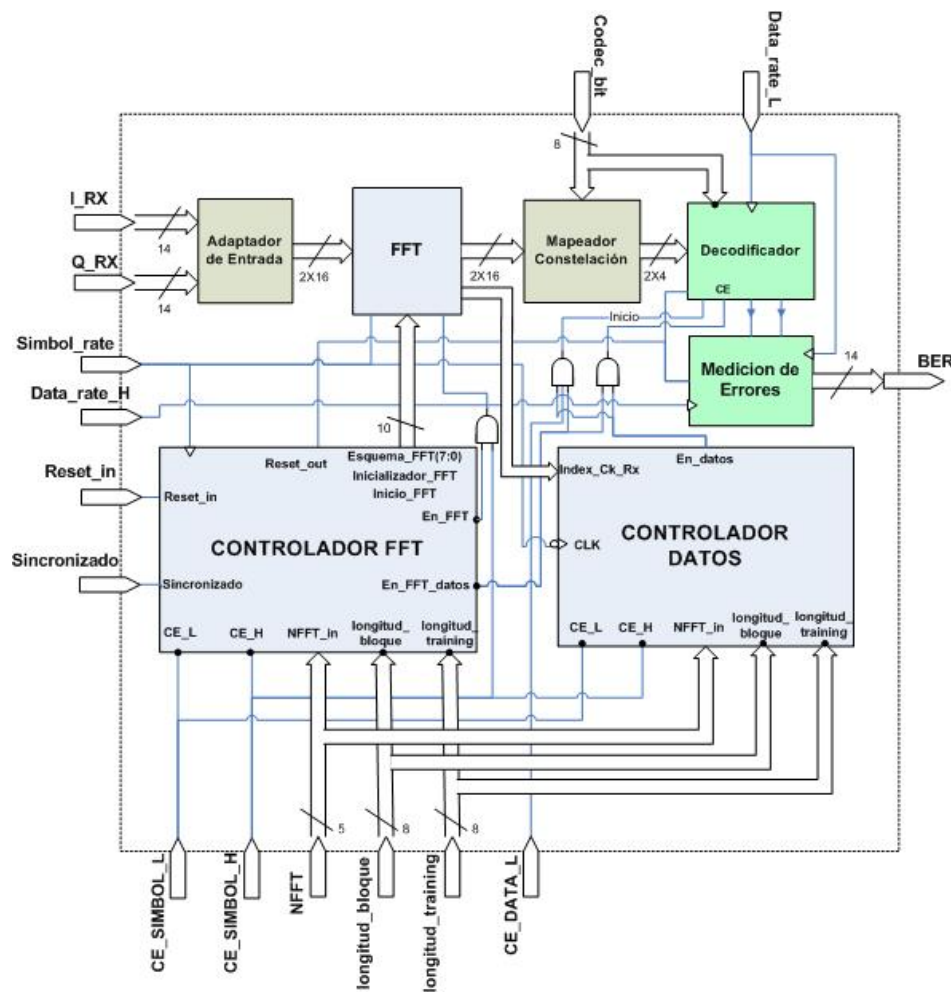 Codec_bit
Data_rate_L
8
I_RX
14
Q_RX
14
Adaptador
de Entrada
2X16
FFT
2X16
Mapeador
Constelación
2X4
Decodificador
CE
Inicio
Simbol_rate
Data_rate_H
Medicion de
Errores
14
BER
10
Reset_in
Sincronizado
Reset_out
Esquema_FFT(7:0)
Inicializador_FFT
Inicio_FFT
Reset_in
En_FFT
CONTROLADOR FFT
Sincronizado
En_FFT_datos
CE_L
CE_H
NFFT_in
longitud_
bloque
longitud_
training
En_datos
Index_Ck_Rx
CONTROLADOR
DATOS
CLK
CE_L
CE_H
NFFT_in
longitud_
bloque
longitud_
training
5
8
8
CE_SIMBOL_L
CE_SIMBOL_H
NFFT
longitud_bloque
longitud_training
CE_DATA_L